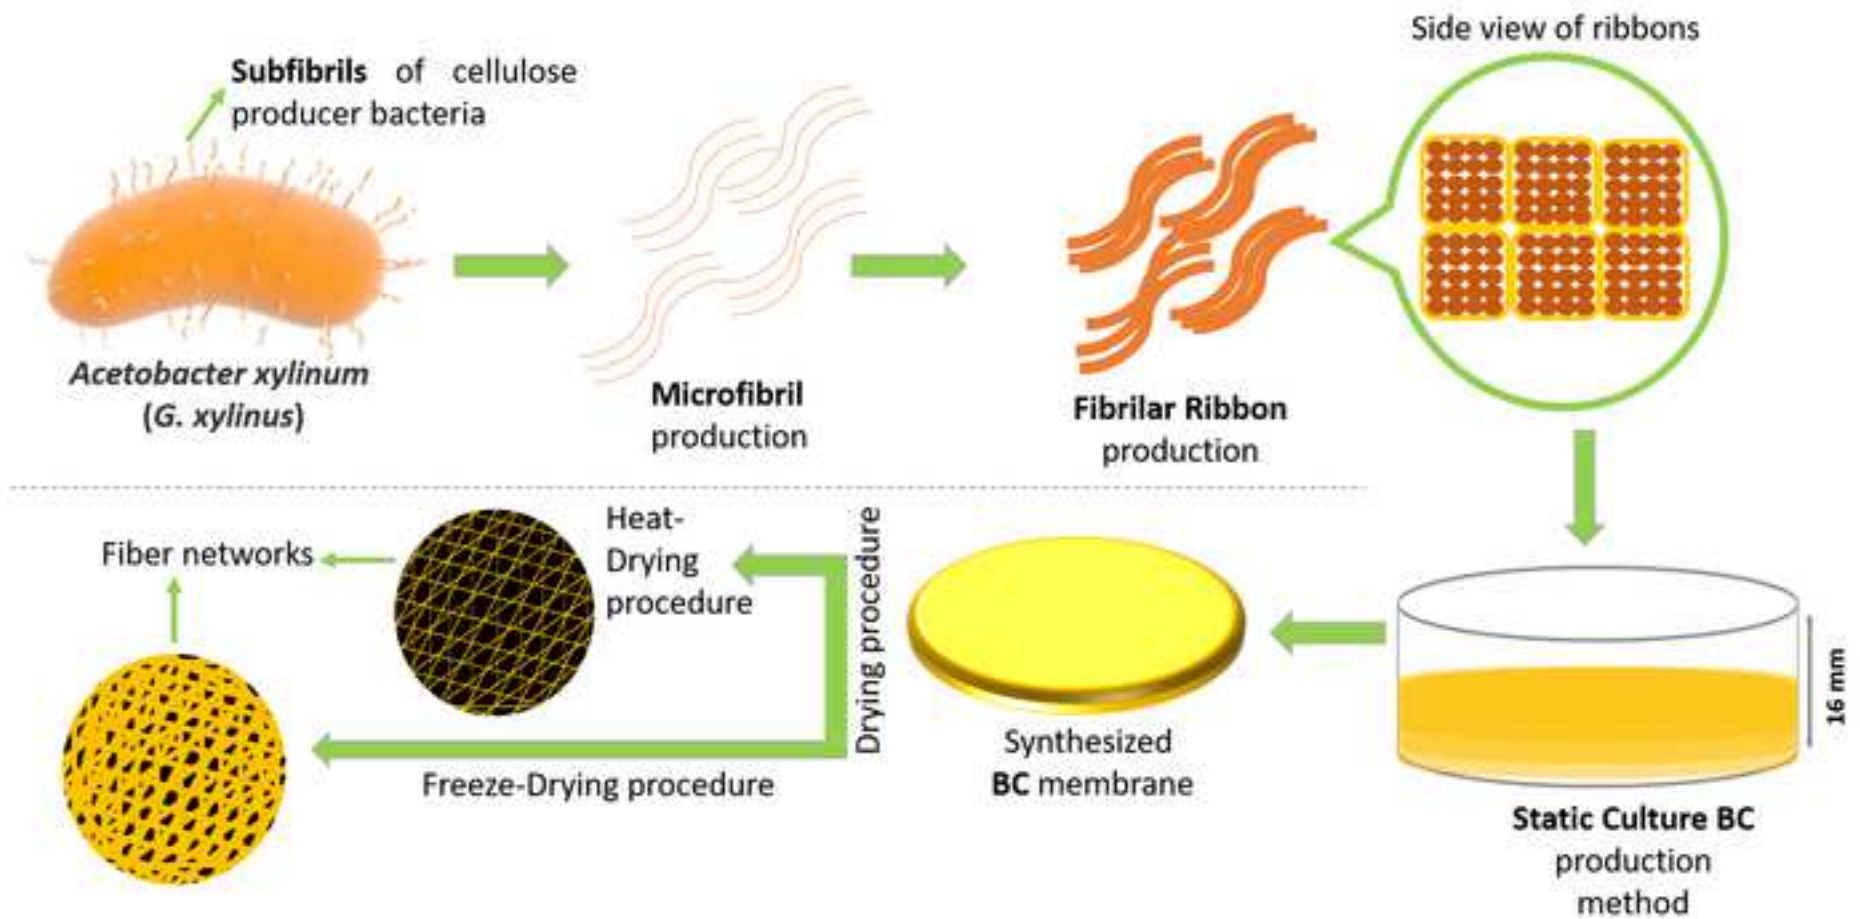 Side view of ribbons
Subfibrils of cellulose
producer bacteria
Acetobacter xylinum
(G. xylinus)
Microfibril
production
Fibrilar Ribbon
production
Heat-
Drying
procedure
Fiber networks
Drying procedure
Freeze-Drying procedure
Synthesized
BC membrane
16 mm
Static Culture BC
production
method